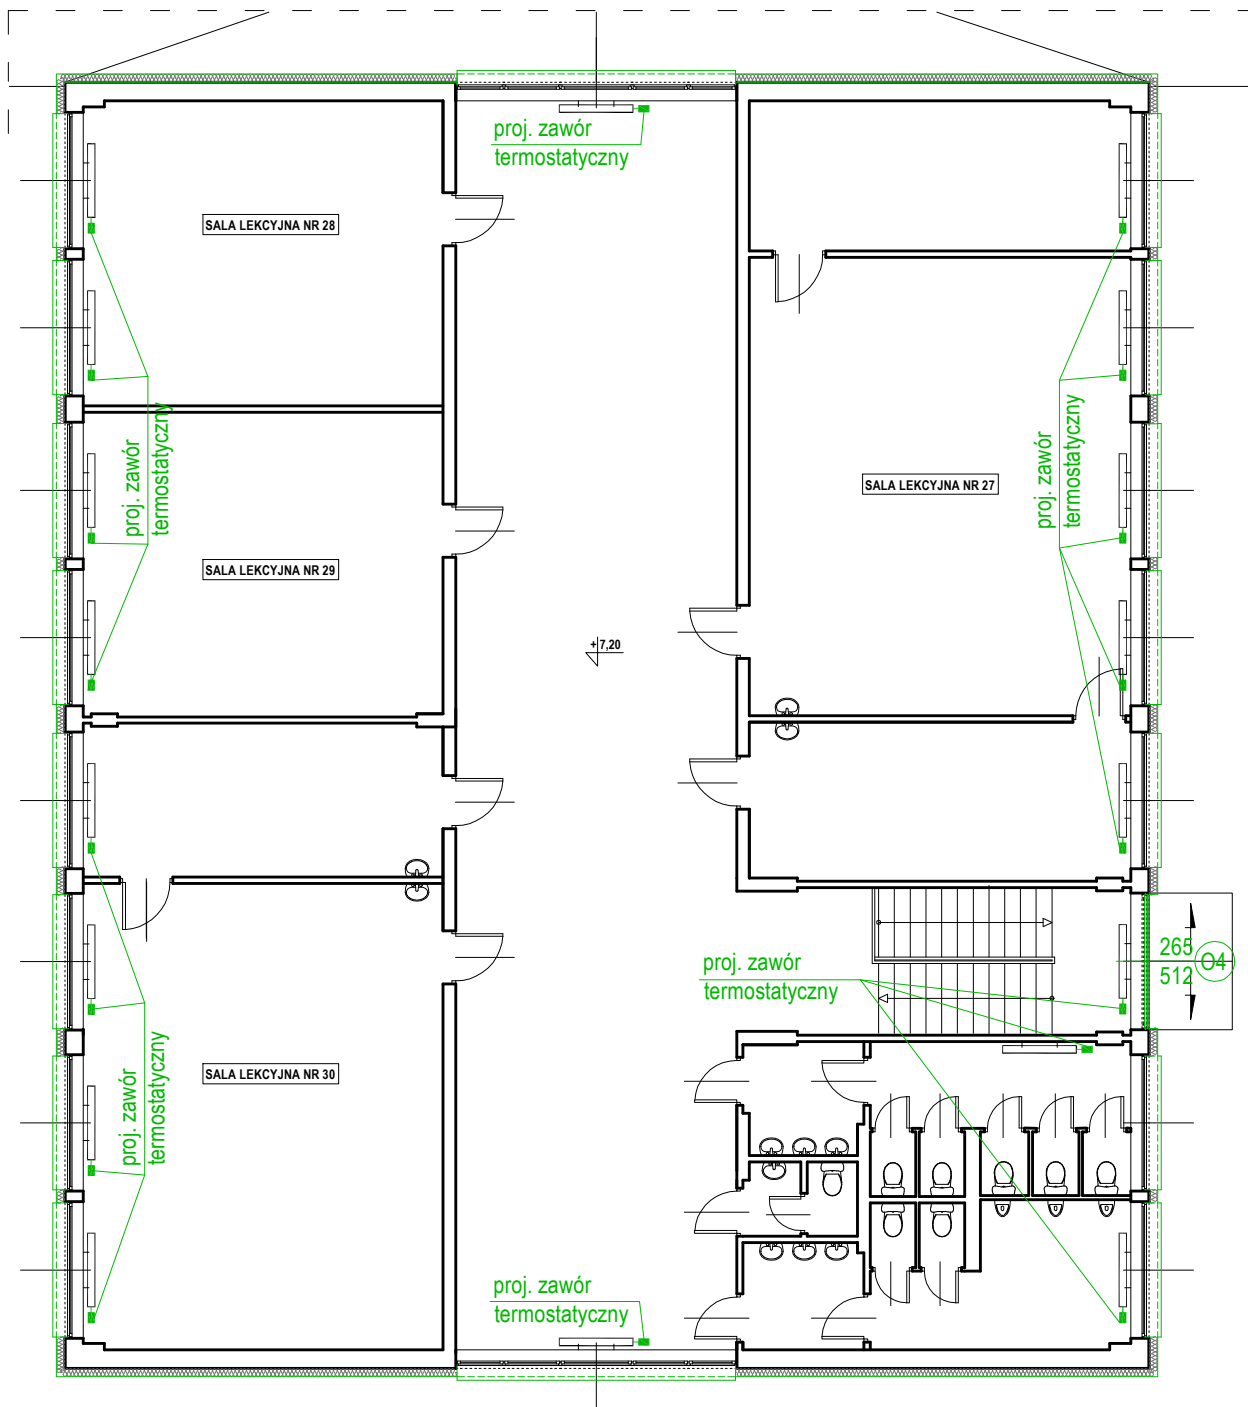 proj. zawór
termostatyczny
SALA LEKCYJNA NR 28
proj. zawór
termostatyczny
SALA LEKCYJNA NR 27
proj. zawór
termostatyczny
SALA LEKCYJNA NR 29
+7,20
265
512
O4
proj. zawór
termostatyczny
SALA LEKCYJNA NR 30
proj. zawór
termostatyczny
proj. zawór
termostatyczny